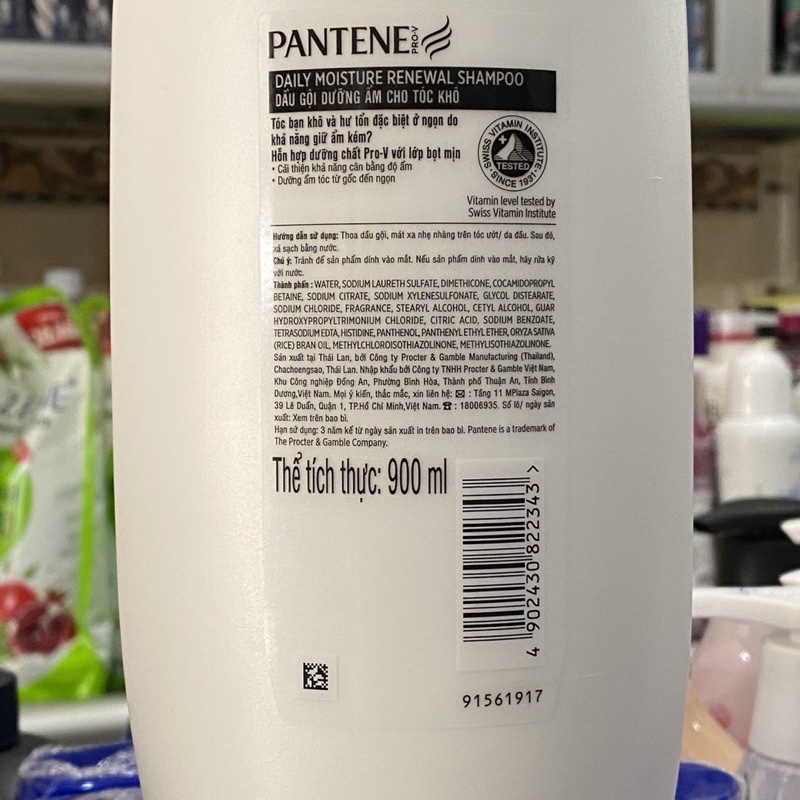 PANTENE
PRO-V
DAILY MOISTURE RENEWAL SHAMPOO
DẦU GỘI DƯỠNG ẨM CHO TÓC KHÔ
Tóc bạn khô và hư tổn đặc biệt ở ngọn do
khả năng giữ ẩm kém?
Hỗn hợp dưỡng chất Pro-V với lớp bọt mịn
• Cải thiện khả năng cân bằng độ ẩm
• Dưỡng ẩm tóc từ gốc đến ngọn
SWISS VITAMIN INSTITUTE
TESTED
• SINCE 1931 •
Vitamin level tested by
Swiss Vitamin Institute
Hướng dẫn sử dụng: Thoa dầu gội, mát xa nhẹ nhàng trên tóc ướt/ da đầu. Sau đó,
xả sạch bằng nước.
Chú ý: Tránh để sản phẩm dính vào mắt. Nếu sản phẩm dính vào mắt, hãy rửa kỹ
với nước.
Thành phần : WATER, SODIUM LAURETH SULFATE, DIMETHICONE, COCAMIDOPROPYL
BETAINE, SODIUM CITRATE, SODIUM XYLENESULFONATE, GLYCOL DISTEARATE,
SODIUM CHLORIDE, FRAGRANCE, STEARYL ALCOHOL, CETYL ALCOHOL, GUAR
HYDROXYPROPYLTRIMONIUM CHLORIDE, CITRIC ACID, SODIUM BENZOATE,
TETRASODIUM EDTA, HISTIDINE, PANTHENOL, PANTHENYL ETHYL ETHER, ORYZA SATIVA
(RICE) BRAN OIL, METHYLCHLOROISOTHIAZOLINONE, METHYLISOTHIAZOLINONE.
Sản xuất tại Thái Lan, bởi Công ty Procter & Gamble Manufacturing (Thailand),
Chachoengsao, Thái Lan. Nhập khẩu bởi Công ty TNHH Procter & Gamble Việt Nam,
Khu Công nghiệp Đồng An, Phường Bình Hòa, Thành phố Thuận An, Tỉnh Bình
Dương,Việt Nam. Mọi ý kiến, thắc mắc, xin liên hệ: : Tầng 11 MPlaza Saigon,
39 Lê Duẩn, Quận 1, TP.Hồ Chí Minh,Việt Nam. : 18006935. Số lô/ ngày sản
xuất: Xem trên bao bì.
Hạn sử dụng: 3 năm kể từ ngày sản xuất in trên bao bì. Pantene is a trademark of
The Procter & Gamble Company.
Thể tích thực: 900 ml
4 902430 822343 >
91561917